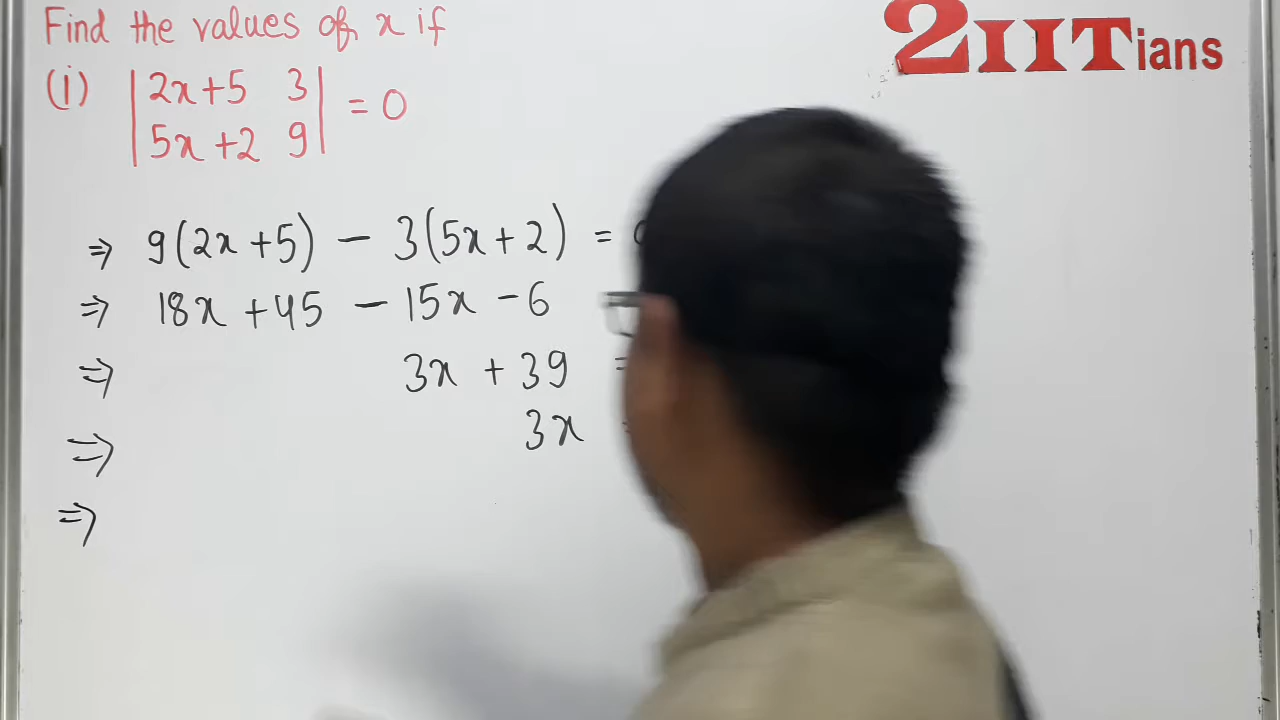 Find the values of x if
2IITians
(i) |2x+5 3| = 0
|5x+2 9|
⇒ 9(2x+5) - 3(5x+2) =
⇒ 18x +45 - 15x -6
⇒ 3x + 39 =
⇒ 3x
⇒